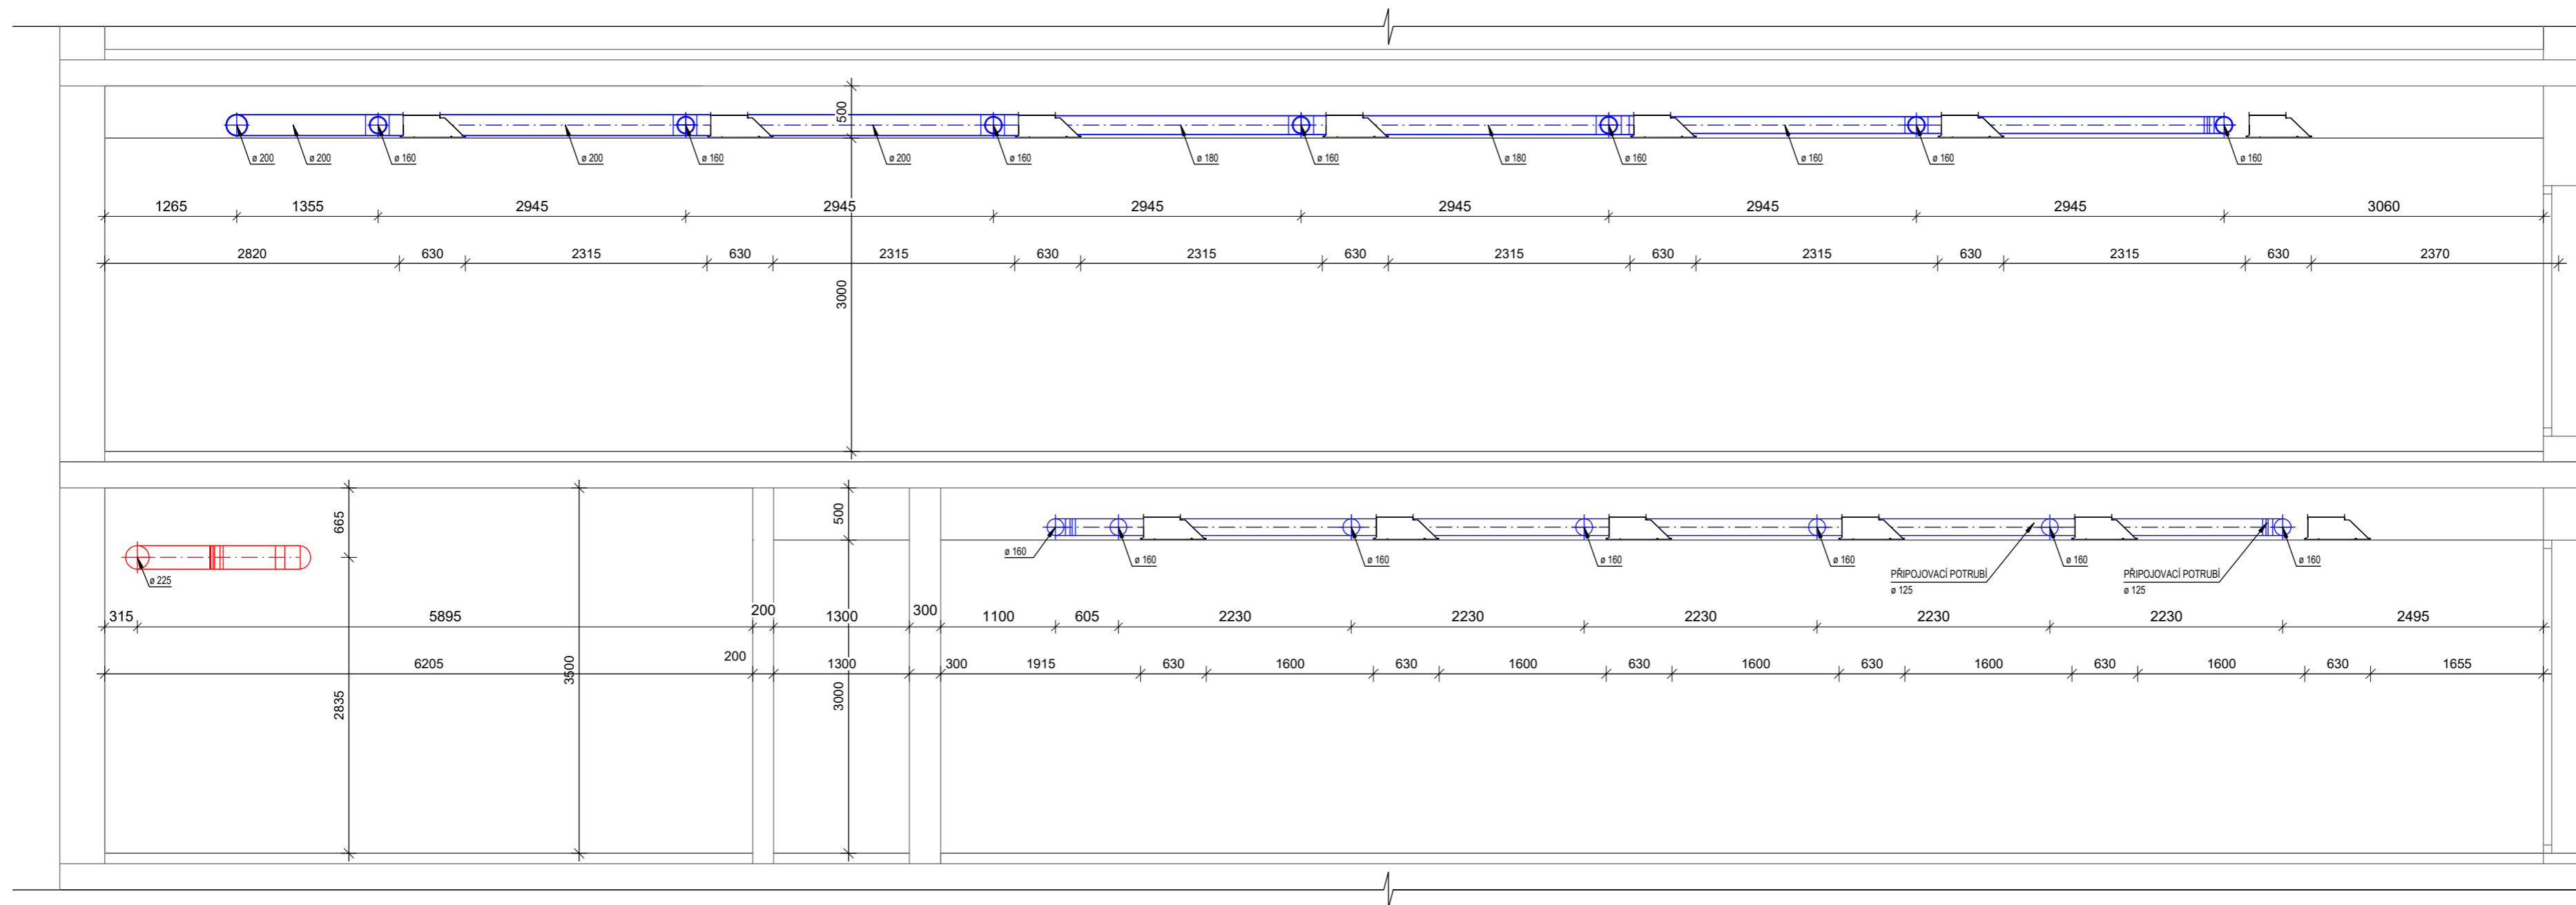 500
ø 200
ø 200
ø 160
ø 200
ø 160
ø 200
ø 160
ø 180
ø 160
ø 180
ø 160
ø 160
ø 160
ø 160
1265
1355
2945
2945
2945
2945
2945
2945
3060
2820
630
2315
630
2315
630
2315
630
2315
630
2315
630
2315
630
2370
3000
665
500
ø 225
ø 160
ø 160
ø 160
ø 160
ø 160
PŘIPOJOVACÍ POTRUBÍ
ø 125
ø 160
PŘIPOJOVACÍ POTRUBÍ
ø 125
ø 160
315
5895
200
1300
300
1100
605
2230
2230
2230
2230
2230
2495
6205
200
1300
300
1915
630
1600
630
1600
630
1600
630
1600
630
1600
630
1655
2835
3500
3000